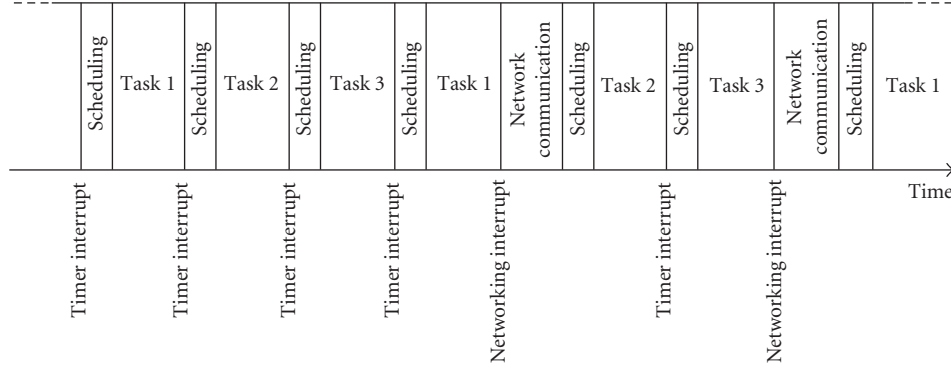 Scheduling
Task 1
Scheduling
Task 2
Scheduling
Task 3
Scheduling
Task 1
Network
communication
Scheduling
Task 2
Scheduling
Task 3
Network
communication
Scheduling
Task 1
Time
Timer interrupt
Timer interrupt
Timer interrupt
Timer interrupt
Networking interrupt
Timer interrupt
Networking interrupt